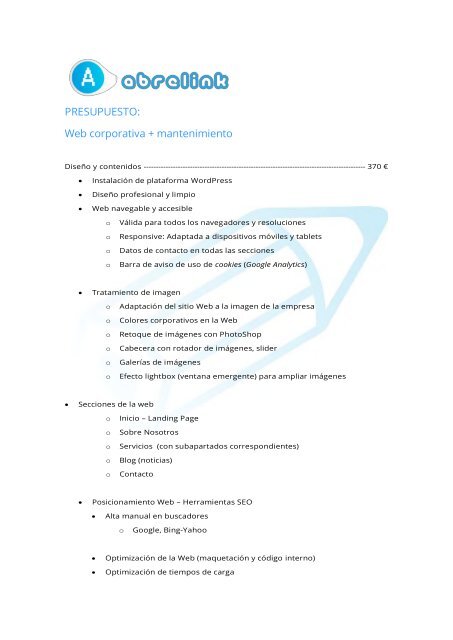 A abrelink
PRESUPUESTO:
Web corporativa + mantenimiento
Diseño y contenidos ------------------------------------------------------------------------------------------ 370 €
• Instalación de plataforma WordPress
• Diseño profesional y limpio
• Web navegable y accesible
o Válida para todos los navegadores y resoluciones
o Responsive: Adaptada a dispositivos móviles y tablets
o Datos de contacto en todas las secciones
o Barra de aviso de uso de cookies (Google Analytics)
• Tratamiento de imagen
o Adaptación del sitio Web a la imagen de la empresa
o Colores corporativos en la Web
o Retoque de imágenes con PhotoShop
o Cabecera con rotador de imágenes, slider
o Galerías de imágenes
o Efecto lightbox (ventana emergente) para ampliar imágenes
• Secciones de la web
o Inicio – Landing Page
o Sobre Nosotros
o Servicios (con subapartados correspondientes)
o Blog (noticias)
o Contacto
• Posicionamiento Web – Herramientas SEO
• Alta manual en buscadores
o Google, Bing-Yahoo
• Optimización de la Web (maquetación y código interno)
• Optimización de tiempos de carga